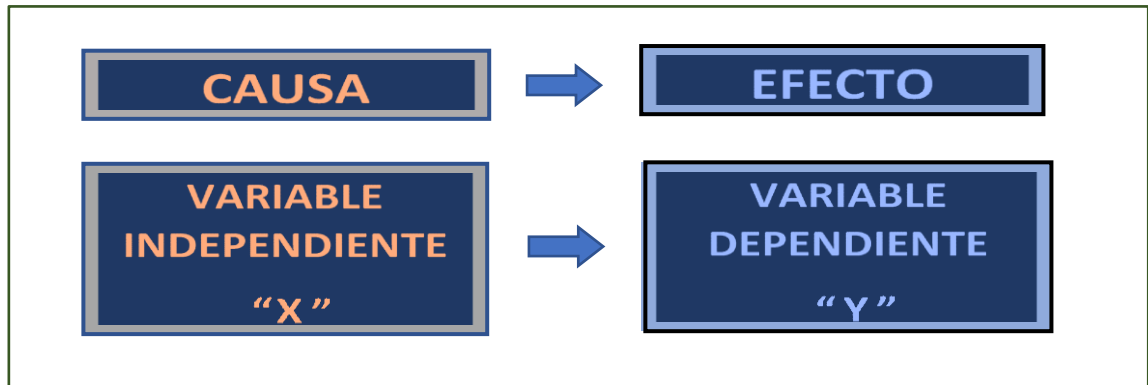 CAUSA
EFECTO
VARIABLE
INDEPENDIENTE
“X”
VARIABLE
DEPENDIENTE
“Y”